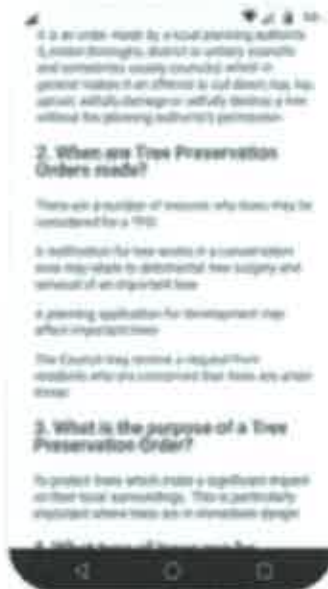 it is an order made by a local planning authority
and sometimes county councils) which in
general makes it an offence to cut down, top, lop,
uproot, wilfully damage or wilfully destroy a tree
without the planning authority's permission
2. When are Tree Preservation
Orders made?
There are a number of reasons why trees may be
considered for a TPO:
A notification for tree works in a conservation
area may relate to detrimental tree surgery and
removal of an important tree
A planning application for development may
affect important trees
The Council may receive a request from
residents who are concerned that trees are under
threat
3. What is the purpose of a Tree
Preservation Order?
To protect trees which make a significant impact
on their local surroundings. This is particularly
important where trees are in immediate danger